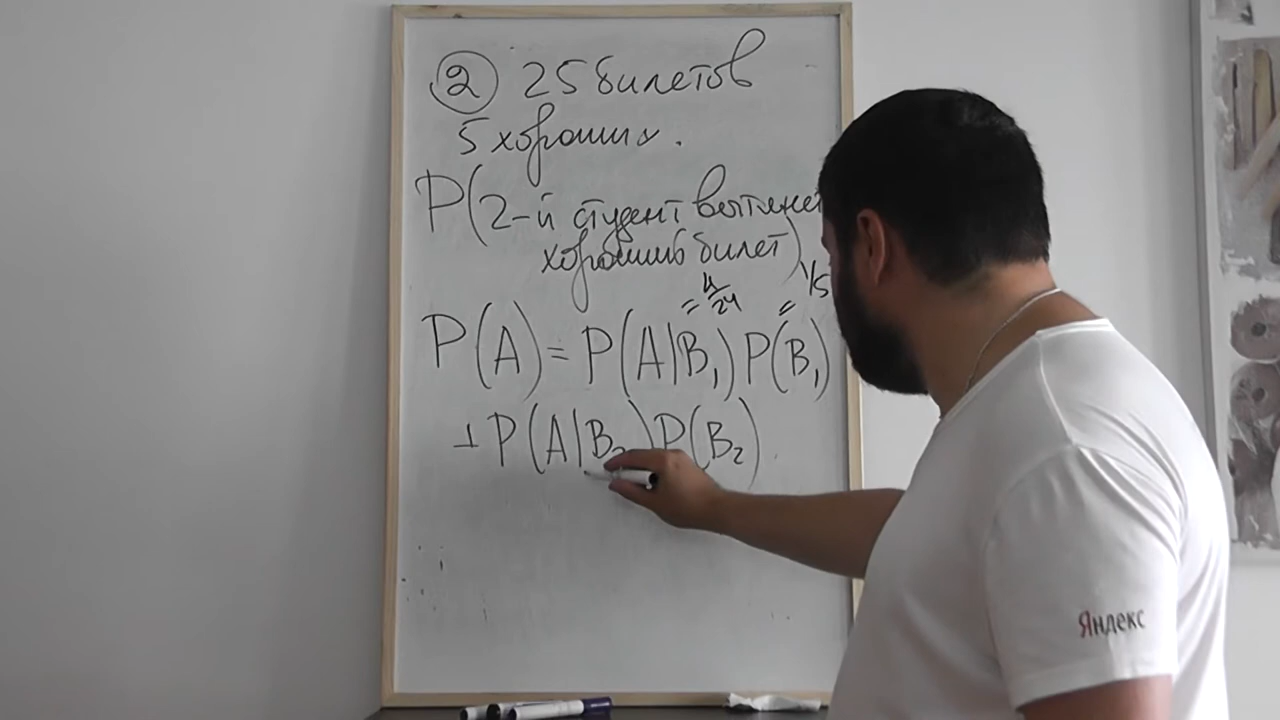 ② 25 билетов
5 хороших.
P(2-й студент вытянет
хороший билет)
= 4/24 = 1/5
P(A) = P(A|B₁)P(B₁)
+ P(A|B₂)P(B₂)
Яндекс